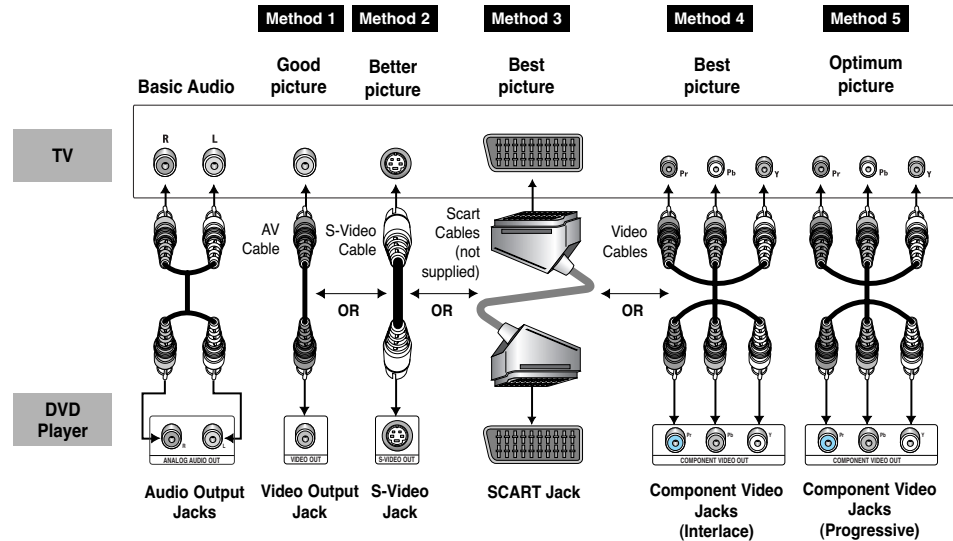 Method 1 Method 2 Method 3 Method 4 Method 5
Basic Audio
Good
picture
Better
picture
Best
picture
Best
picture
Optimum
picture
TV
R L
Pr Pb Y
Pr Pb Y
AV
Cable
S-Video
Cable
Scart
Cables
(not
supplied)
Video
Cables
OR OR OR
DVD
Player
R L
ANALOG AUDIO OUT
VIDEO OUT
S-VIDEO OUT
Pr Pb Y
COMPONENT VIDEO OUT
Pr Pb Y
COMPONENT VIDEO OUT
Audio Output
Jacks
Video Output
Jack
S-Video
Jack
SCART Jack
Component Video
Jacks
(Interlace)
Component Video
Jacks
(Progressive)